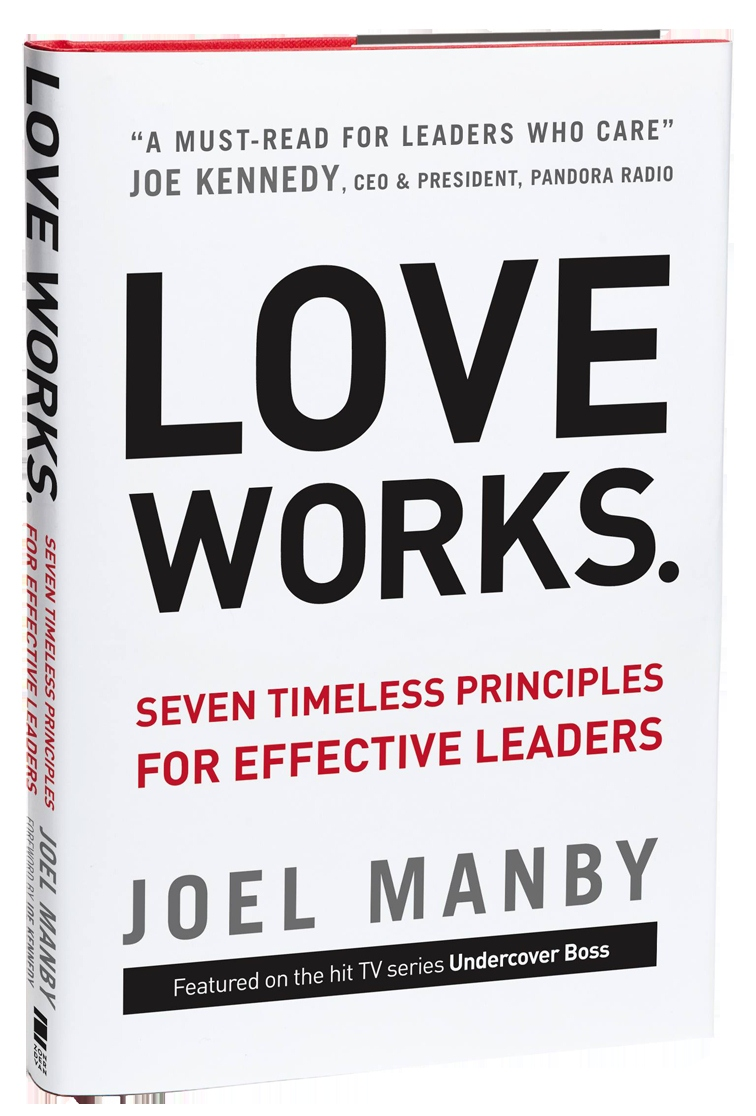 “A MUST-READ FOR LEADERS WHO CARE”
JOE KENNEDY, CEO & PRESIDENT, PANDORA RADIO
LOVE
WORKS.
SEVEN TIMELESS PRINCIPLES
FOR EFFECTIVE LEADERS
JOEL MANBY
Featured on the hit TV series Undercover Boss
LOVE WORKS.
SEVEN TIMELESS PRINCIPLES
FOR EFFECTIVE LEADERS
JOEL MANBY
FOREWORD BY JOE KENNEDY